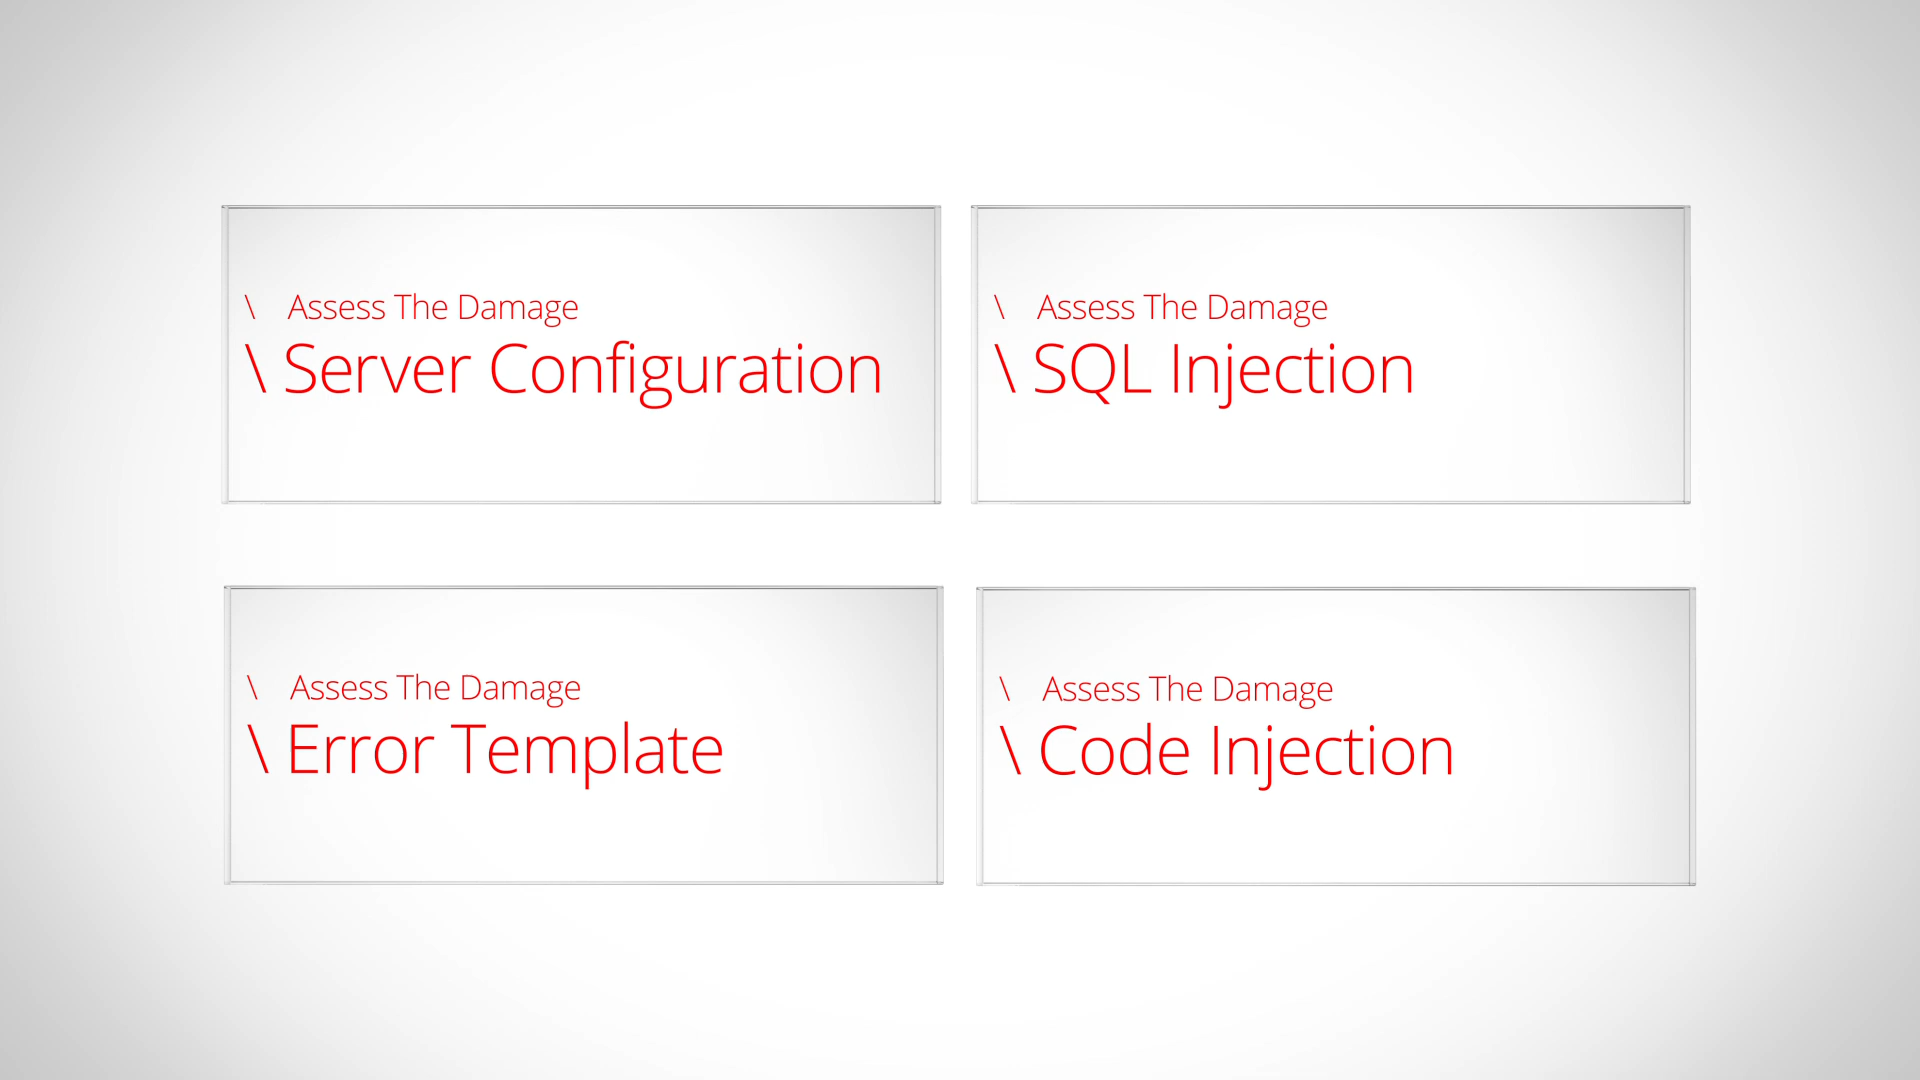 \ Assess The Damage
\ Server Configuration
\ Assess The Damage
\ SQL Injection
\ Assess The Damage
\ Error Template
\ Assess The Damage
\ Code Injection